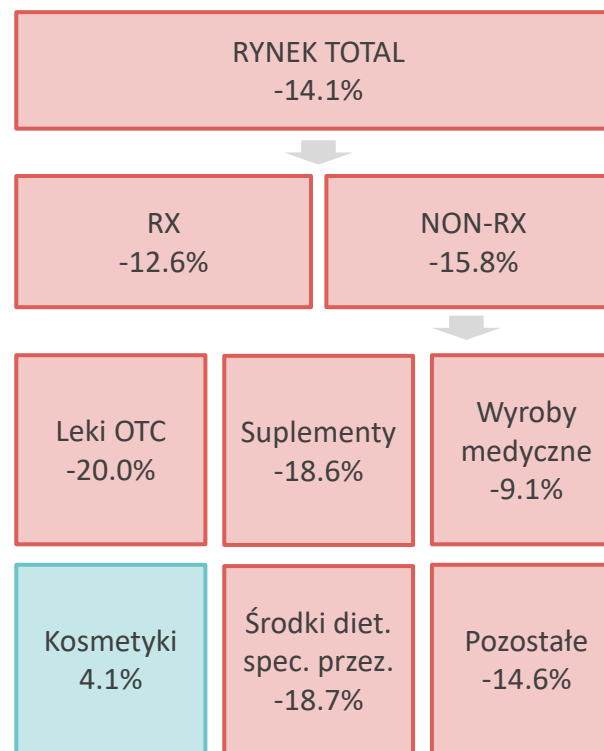 RYNEK TOTAL
-14.1%
RX
-12.6%
NON-RX
-15.8%
Leki OTC
-20.0%
Suplementy
-18.6%
Wyroby
medyczne
-9.1%
Kosmetyki
4.1%
Środki diet.
spec. przez.
-18.7%
Pozostałe
-14.6%